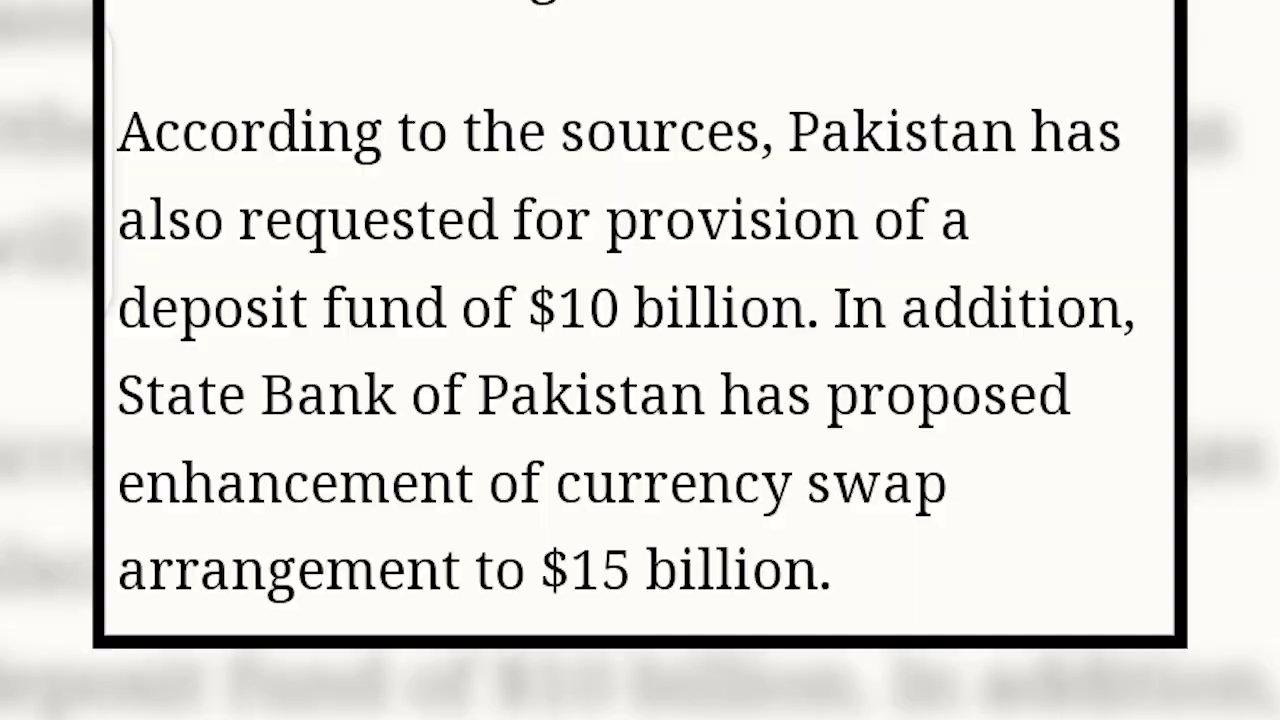 According to the sources, Pakistan has
also requested for provision of a
deposit fund of $10 billion. In addition,
State Bank of Pakistan has proposed
enhancement of currency swap
arrangement to $15 billion.